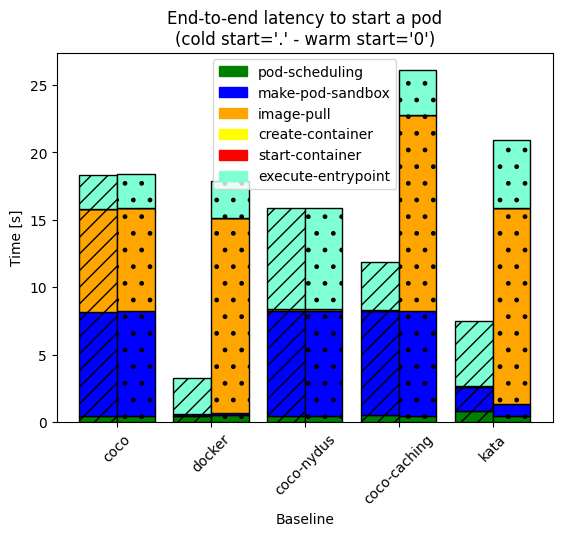 End-to-end latency to start a pod
(cold start='.' - warm start='0')
pod-scheduling
make-pod-sandbox
image-pull
create-container
start-container
execute-entrypoint
Time [s]
25
20
15
10
5
0
coco
docker
coco-nydus
coco-caching
kata
Baseline